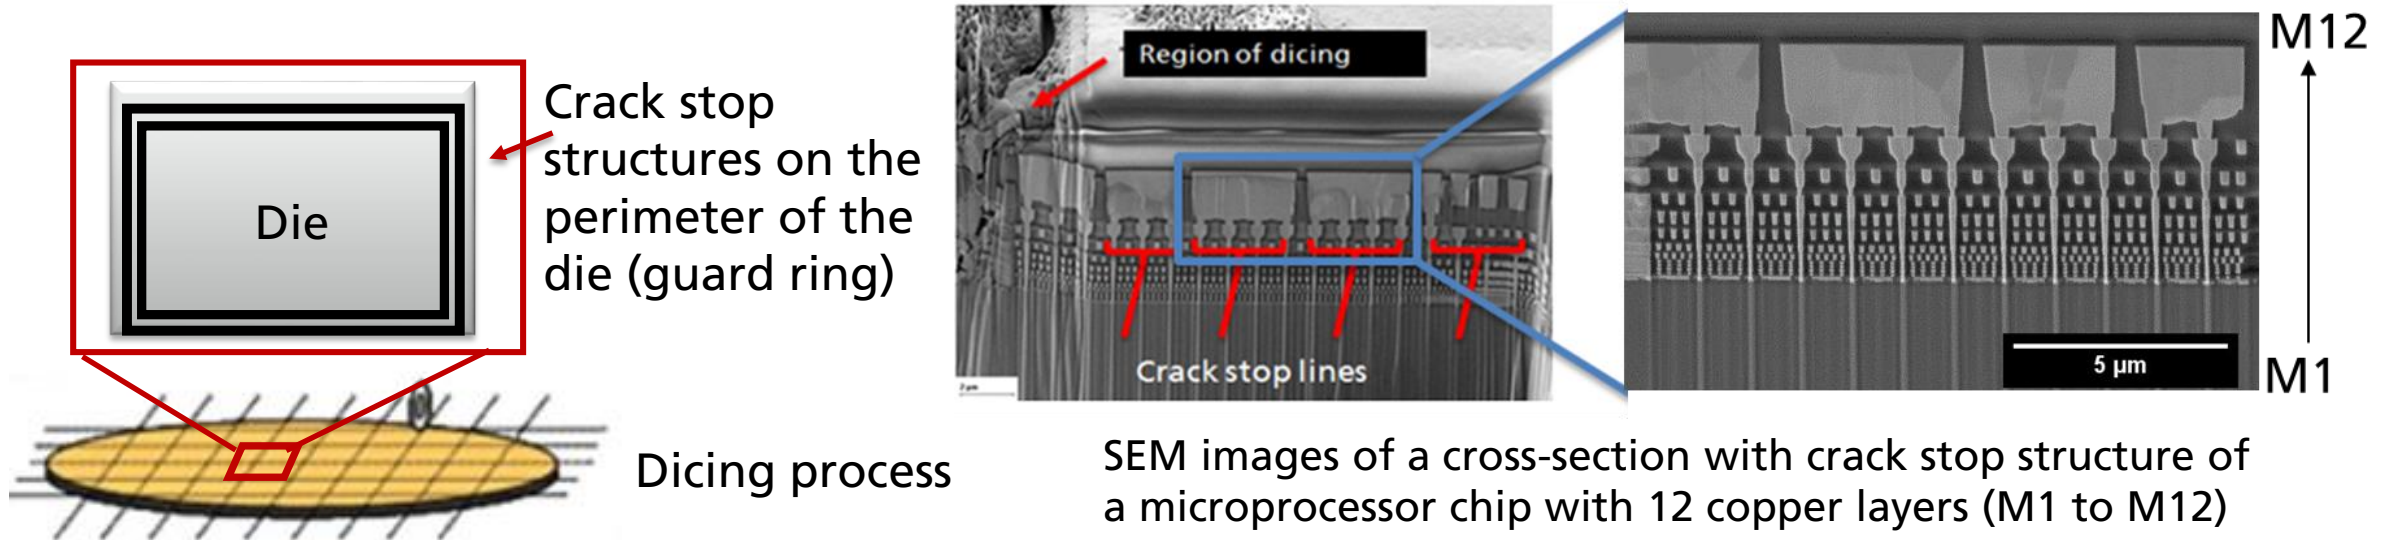 Die
Crack stop
structures on the
perimeter of the
die (guard ring)
Dicing process
Region of dicing
Crack stop lines
2 µm
5 µm
M12
M1
SEM images of a cross-section with crack stop structure of
a microprocessor chip with 12 copper layers (M1 to M12)